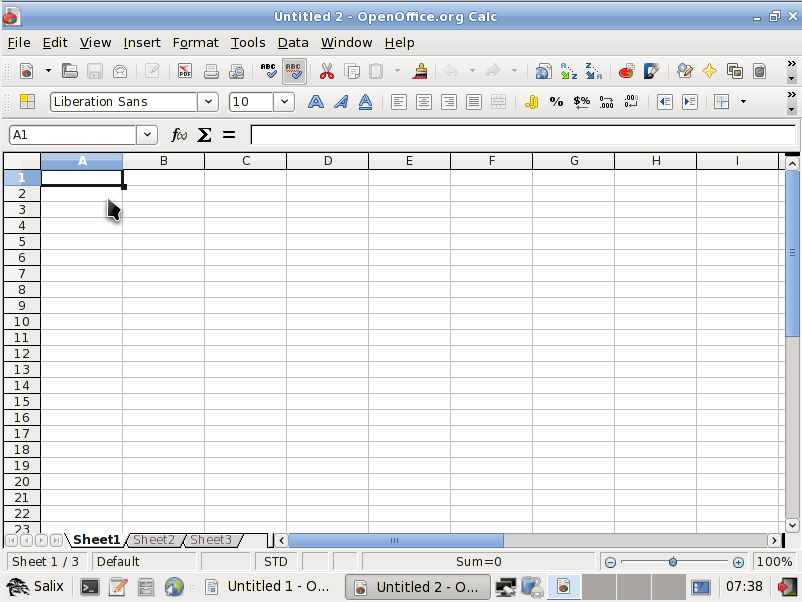 Untitled 2 - OpenOffice.org Calc
File Edit View Insert Format Tools Data Window Help
Liberation Sans 10
A1 f(x) Σ =
A B C D E F G H I
1
2
3
4
5
6
7
8
9
10
11
12
13
14
15
16
17
18
19
20
21
22
23
Sheet1 Sheet2 Sheet3
Sheet 1 / 3 Default STD Sum=0 100%
Salix Untitled 1 - O... Untitled 2 - O... 07:38